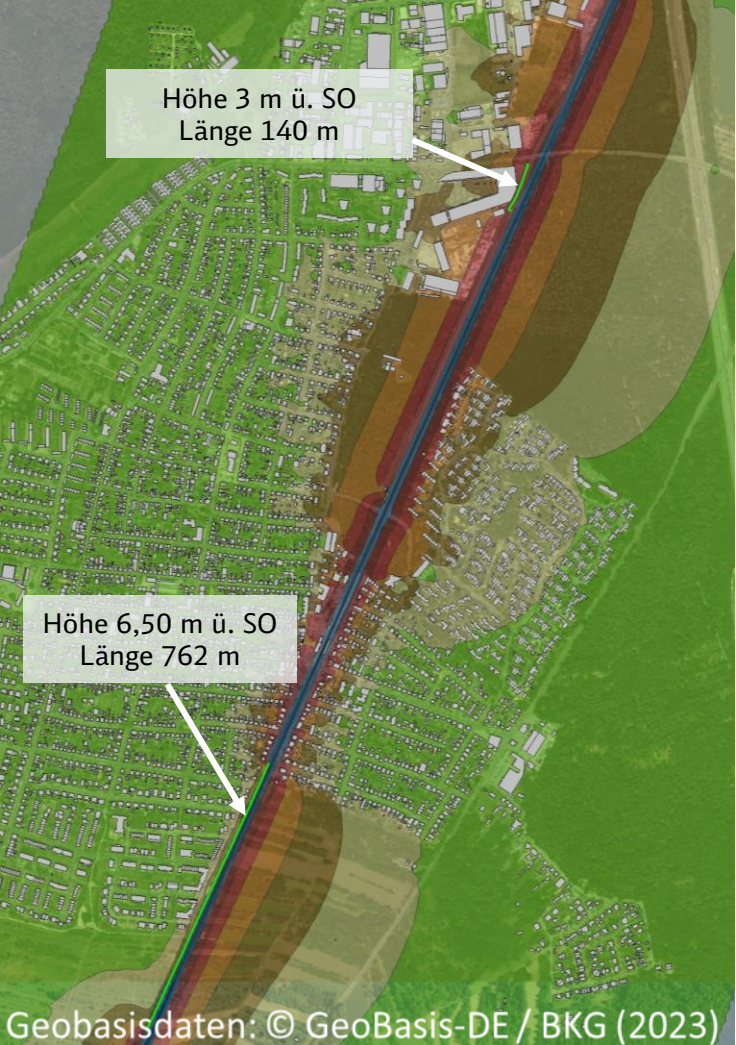 Höhe 3 m ü. SO
Länge 140 m
Höhe 6,50 m ü. SO
Länge 762 m
Geobasisdaten: © GeoBasis-DE / BKG (2023)